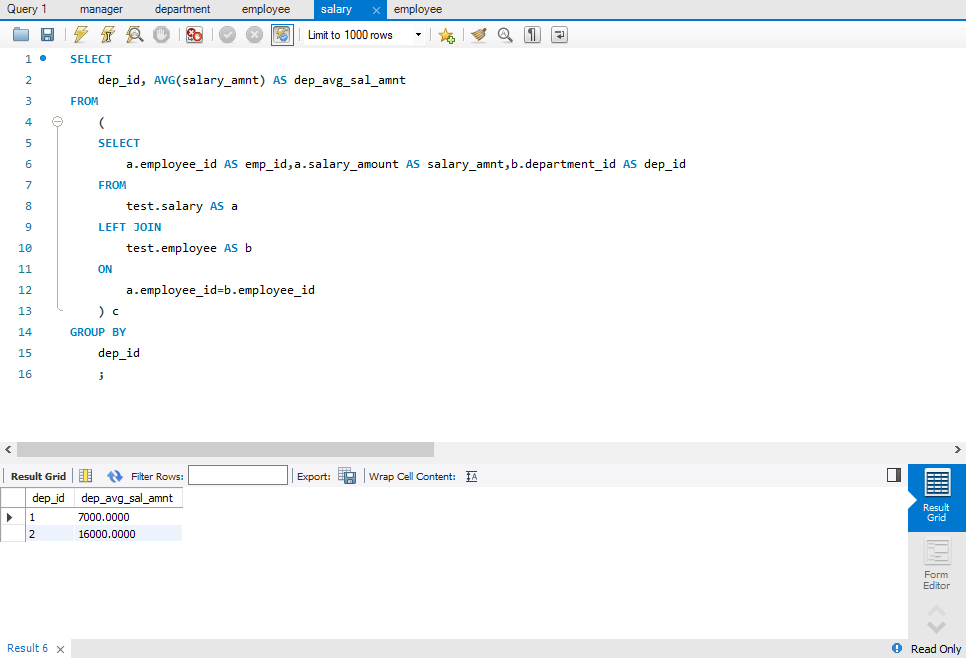 Query 1 manager department employee salary employee
Limit to 1000 rows
1 SELECT
2 dep_id, AVG(salary_amnt) AS dep_avg_sal_amnt
3 FROM
4 (
5 SELECT
6 a.employee_id AS emp_id,a.salary_amount AS salary_amnt,b.department_id AS dep_id
7 FROM
8 test.salary AS a
9 LEFT JOIN
10 test.employee AS b
11 ON
12 a.employee_id=b.employee_id
13 ) c
14 GROUP BY
15 dep_id
16 ;
Result Grid Filter Rows: Export: Wrap Cell Content:
dep_id dep_avg_sal_amnt
1 7000.0000
2 16000.0000
Result
Grid
Form
Editor
Result 6 Read Only